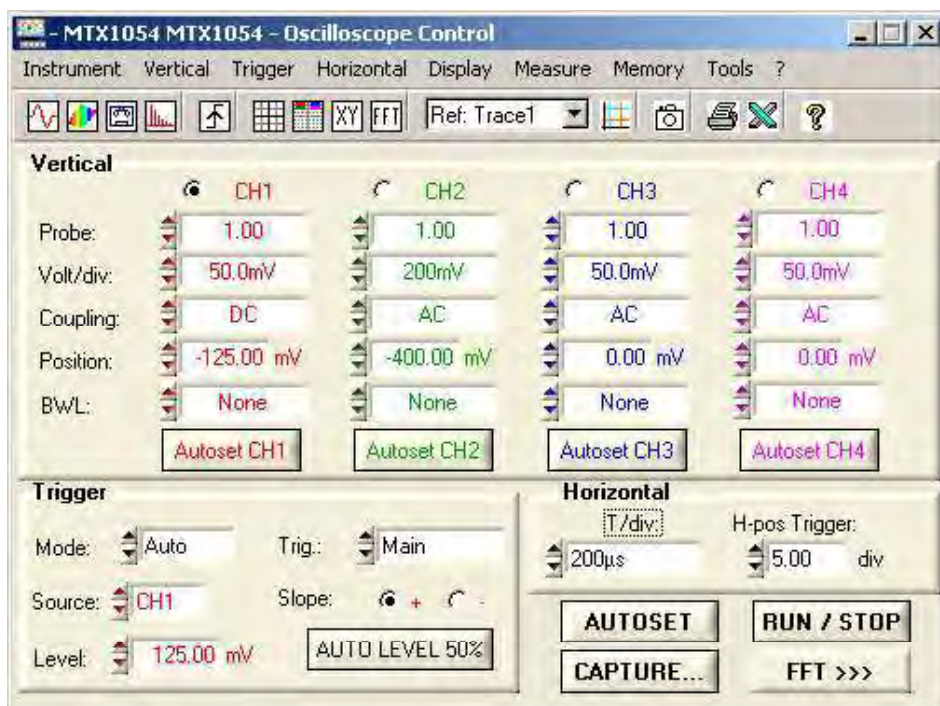 - MTX1054 MTX1054 - Oscilloscope Control
Instrument Vertical Trigger Horizontal Display Measure Memory Tools ?
XY FFT Ref: Trace1 ?
Vertical
CH1 CH2 CH3 CH4
Probe: 1.00 1.00 1.00 1.00
Volt/div: 50.0mV 200mV 50.0mV 50.0mV
Coupling: DC AC AC AC
Position: -125.00 mV -400.00 mV 0.00 mV 0.00 mV
BWL: None None None None
Autoset CH1 Autoset CH2 Autoset CH3 Autoset CH4
Trigger Horizontal
T/div: H-pos Trigger:
Mode: Auto Trig.: Main 200µs 5.00 div
Source: CH1 Slope: + -
AUTOSET RUN / STOP
Level: 125.00 mV AUTO LEVEL 50%
CAPTURE... FFT >>>